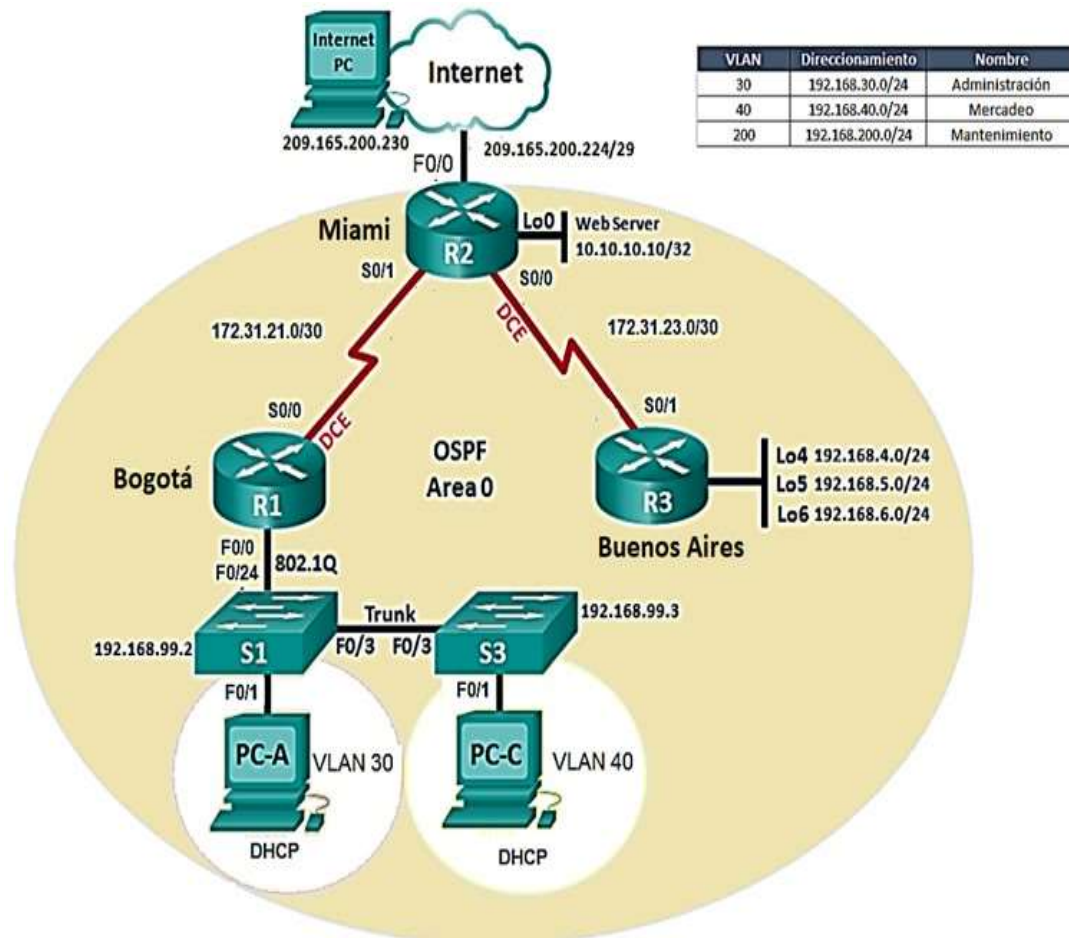 Internet
PC
Internet
209.165.200.230
209.165.200.224/29
F0/0
VLAN Direccionamiento Nombre
30 192.168.30.0/24 Administración
40 192.168.40.0/24 Mercadeo
200 192.168.200.0/24 Mantenimiento
Miami
R2
Lo0
Web Server
10.10.10.10/32
S0/1
S0/0
DCE
172.31.21.0/30
172.31.23.0/30
S0/0
DCE
S0/1
OSPF
Area 0
Bogotá
R1
R3
Buenos Aires
Lo4 192.168.4.0/24
Lo5 192.168.5.0/24
Lo6 192.168.6.0/24
F0/0
F0/24
802.1Q
Trunk
192.168.99.3
192.168.99.2
S1
F0/3
F0/3
S3
F0/1
F0/1
PC-A
VLAN 30
PC-C
VLAN 40
DHCP
DHCP